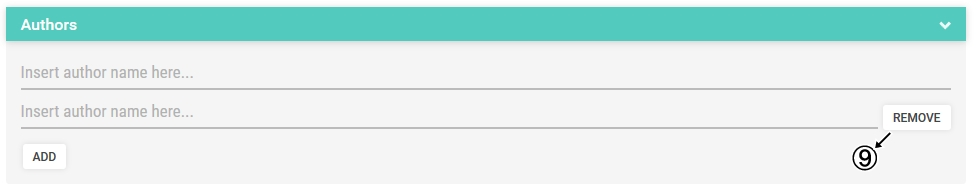 Authors
Insert author name here...
Insert author name here...
REMOVE
ADD
⑨